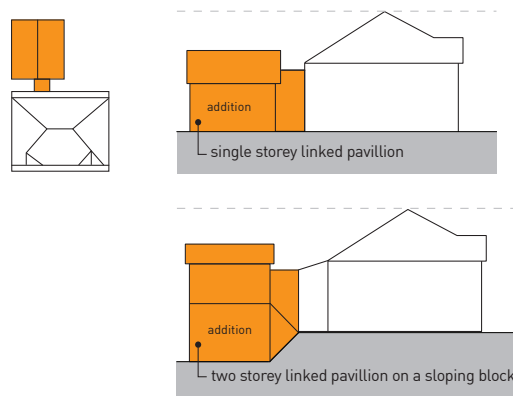 addition
single storey linked pavillion
addition
two storey linked pavillion on a sloping block